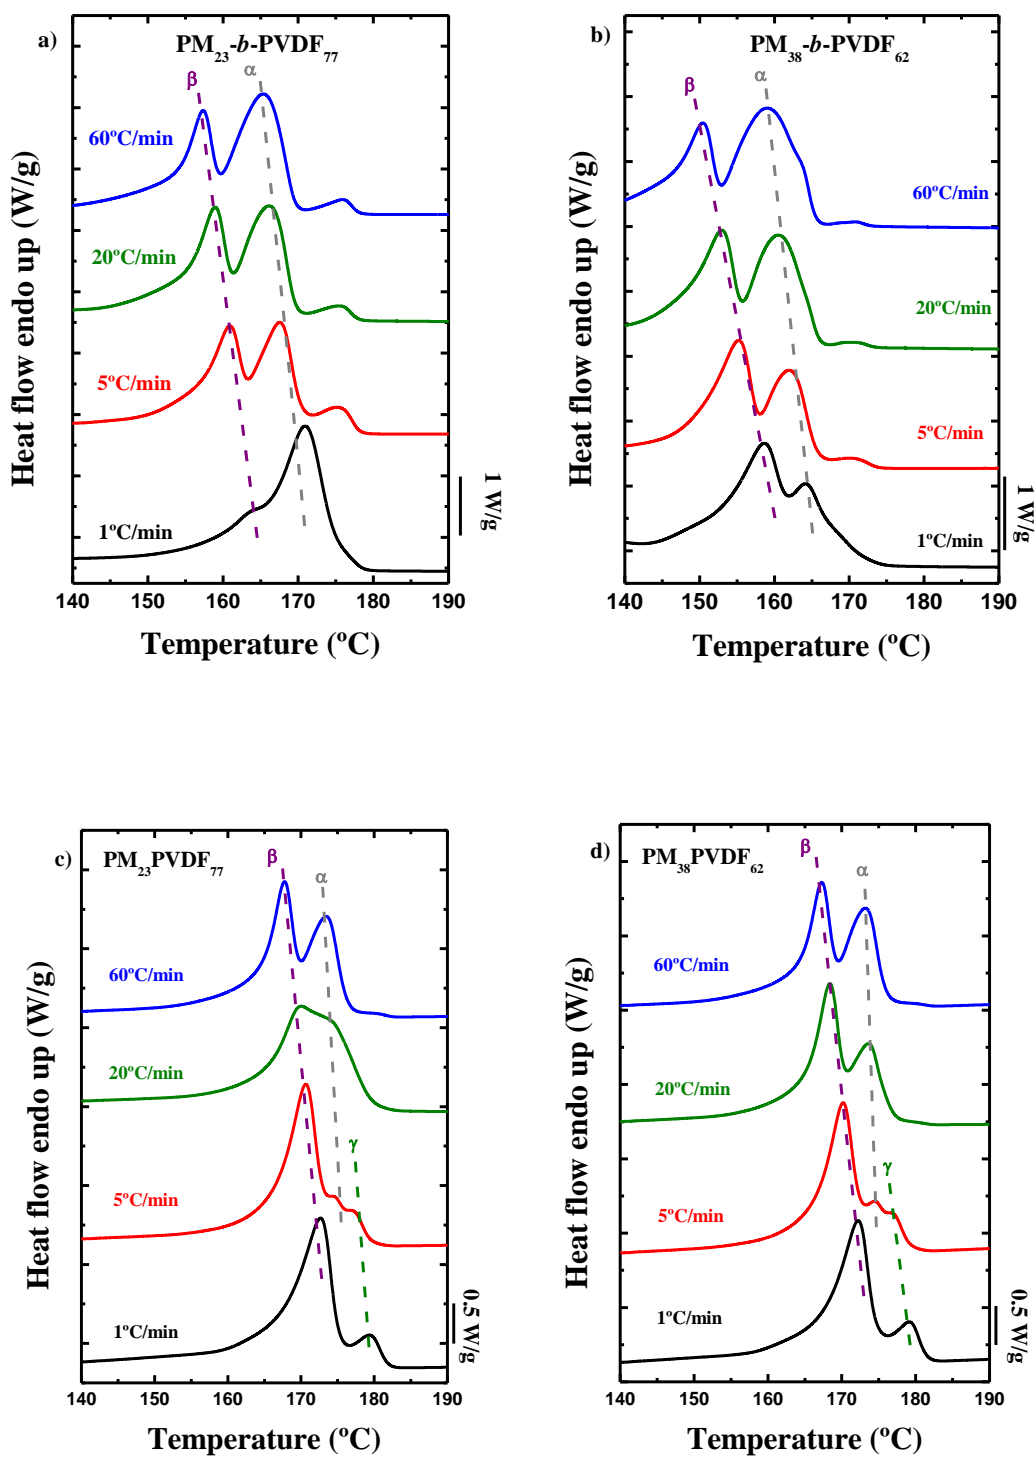 a)
PM23-b-PVDF77
β
α
60ºC/min
20ºC/min
5ºC/min
1ºC/min
Heat flow endo up (W/g)
1 W/g
140 150 160 170 180 190
Temperature (ºC)
b)
PM38-b-PVDF62
β
α
60ºC/min
20ºC/min
5ºC/min
1ºC/min
Heat flow endo up (W/g)
1 W/g
140 150 160 170 180 190
Temperature (ºC)
c)
PM23PVDF77
β
α
60ºC/min
20ºC/min
γ
5ºC/min
1ºC/min
Heat flow endo up (W/g)
0.5 W/g
140 150 160 170 180 190
Temperature (ºC)
d)
PM38PVDF62
β
α
60ºC/min
20ºC/min
γ
5ºC/min
1ºC/min
Heat flow endo up (W/g)
0.5 W/g
140 150 160 170 180 190
Temperature (ºC)